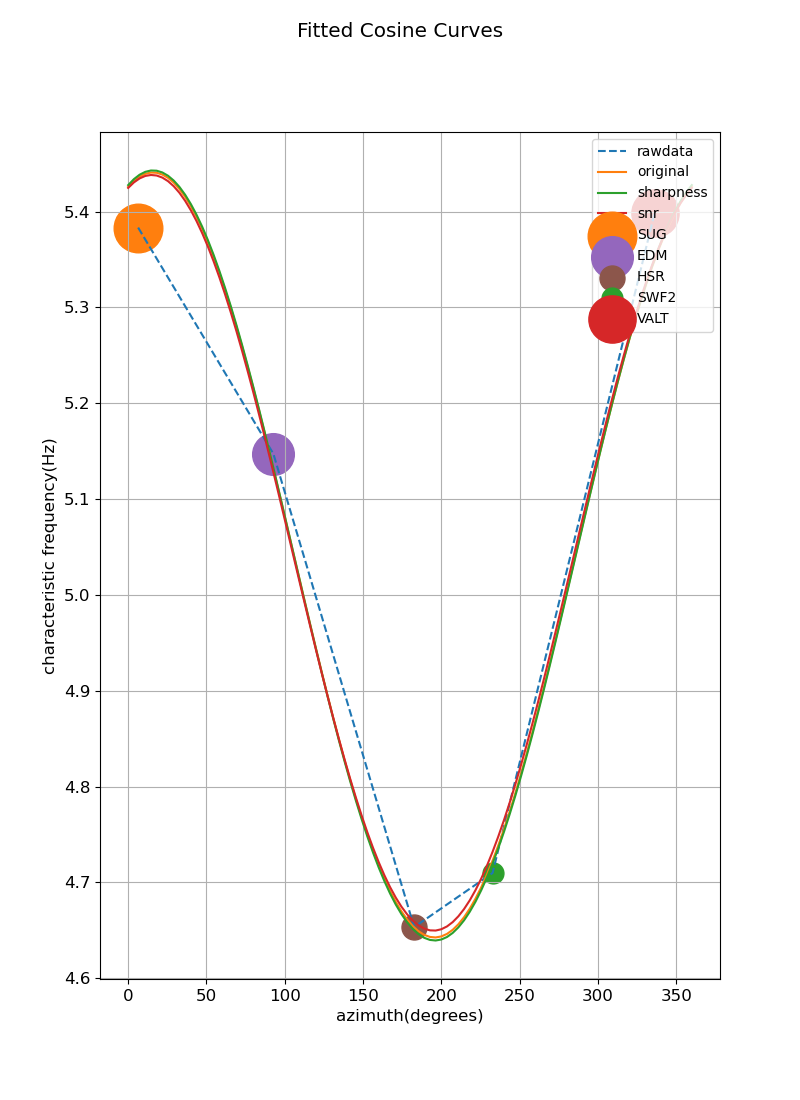 Fitted Cosine Curves
rawdata
original
sharpness
snr
SUG
EDM
HSR
SWF2
VALT
characteristic frequency(Hz)
5.4
5.3
5.2
5.1
5.0
4.9
4.8
4.7
4.6
0 50 100 150 200 250 300 350
azimuth(degrees)